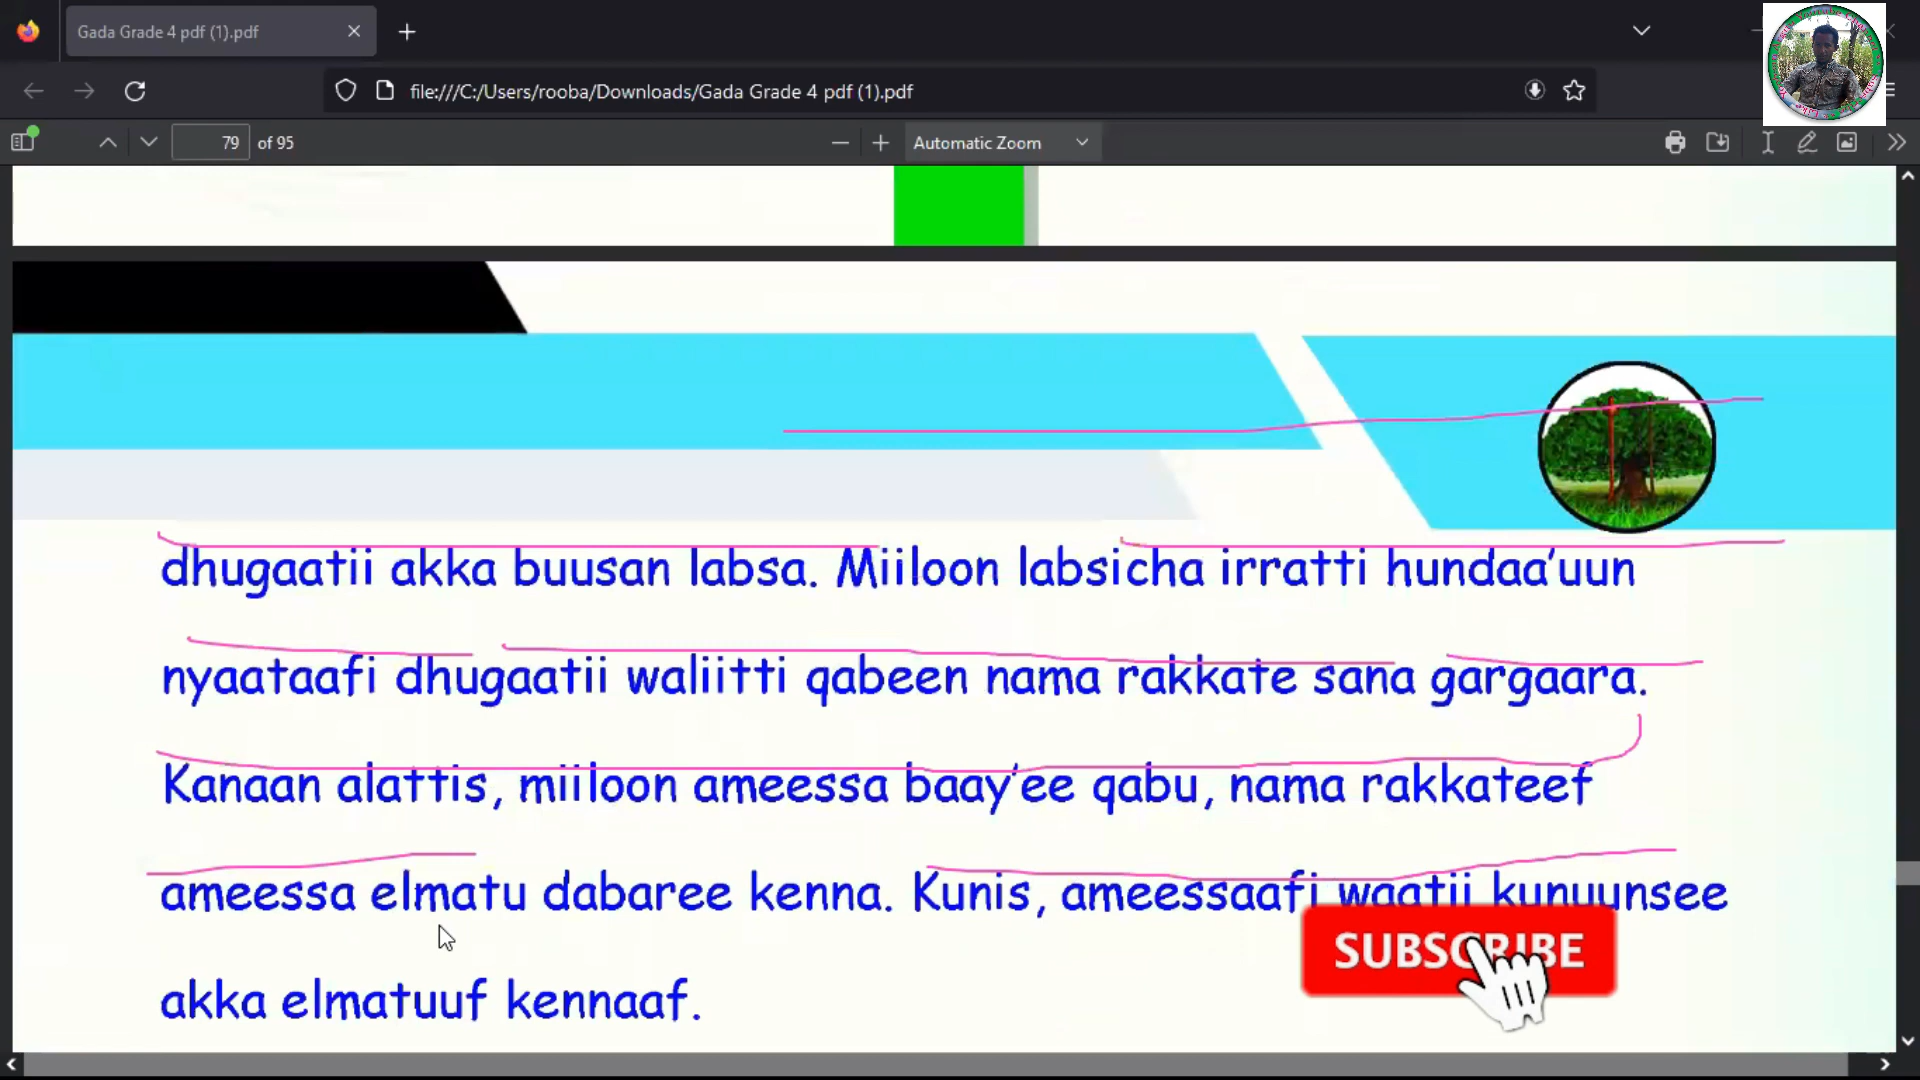 Gada Grade 4 pdf (1).pdf
file:///C:/Users/rooba/Downloads/Gada Grade 4 pdf (1).pdf
79 of 95
Automatic Zoom
dhugaatii akka buusan labsa. Miiloon labsicha irratti hundaa'uun
nyaataafi dhugaatii waliitti qabeen nama rakkate sana gargaara.
Kanaan alattis, miiloon ameessa baay'ee qabu, nama rakkateef
ameessa elmatu dabaree kenna. Kunis, ameessaafi waatii kunuunsee
SUBSCRIBE
akka elmatuuf kennaaf.